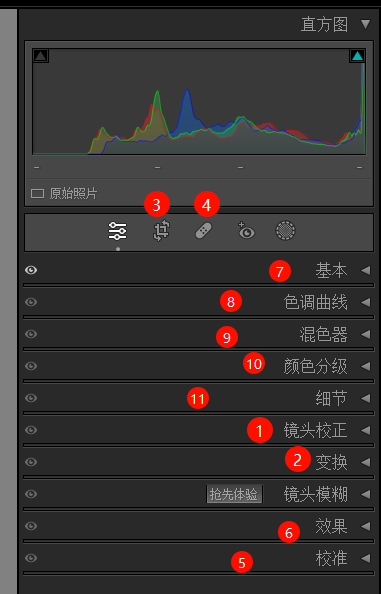 直方图
原始照片
3 4
7 基本
8 色调曲线
9 混色器
10 颜色分级
11 细节
1 镜头校正
2 变换
抢先体验 镜头模糊
6 效果
5 校准